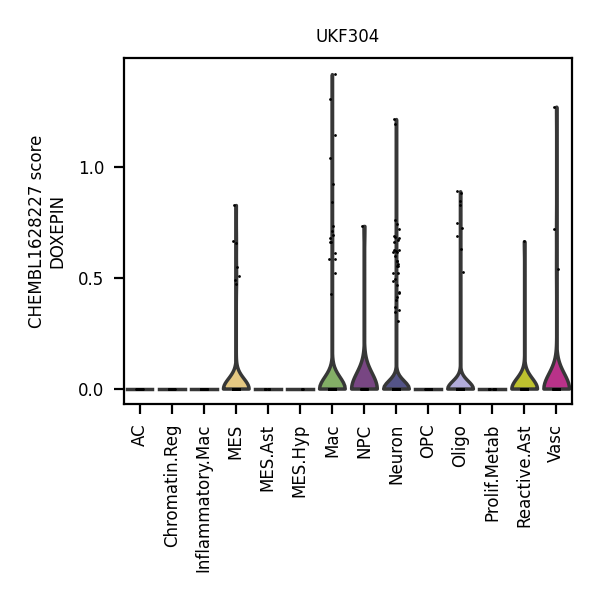 UKF304
CHEMBL1628227 score
DOXEPIN
1.0
0.5
0.0
AC
Chromatin.Reg
Inflammatory.Mac
MES
MES.Ast
MES.Hyp
Mac
NPC
Neuron
OPC
Oligo
Prolif.Metab
Reactive.Ast
Vasc